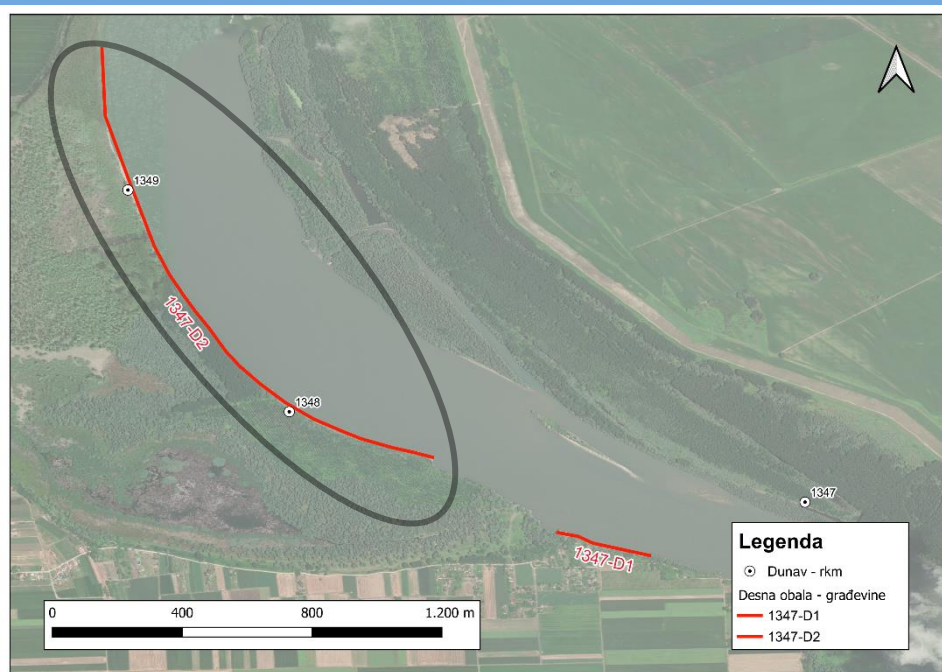 1349
1347-D2
1348
1347
1347-D1
Legenda
Dunav - rkm
Desna obala - građevine
1347-D1
1347-D2
0 400 800 1.200 m